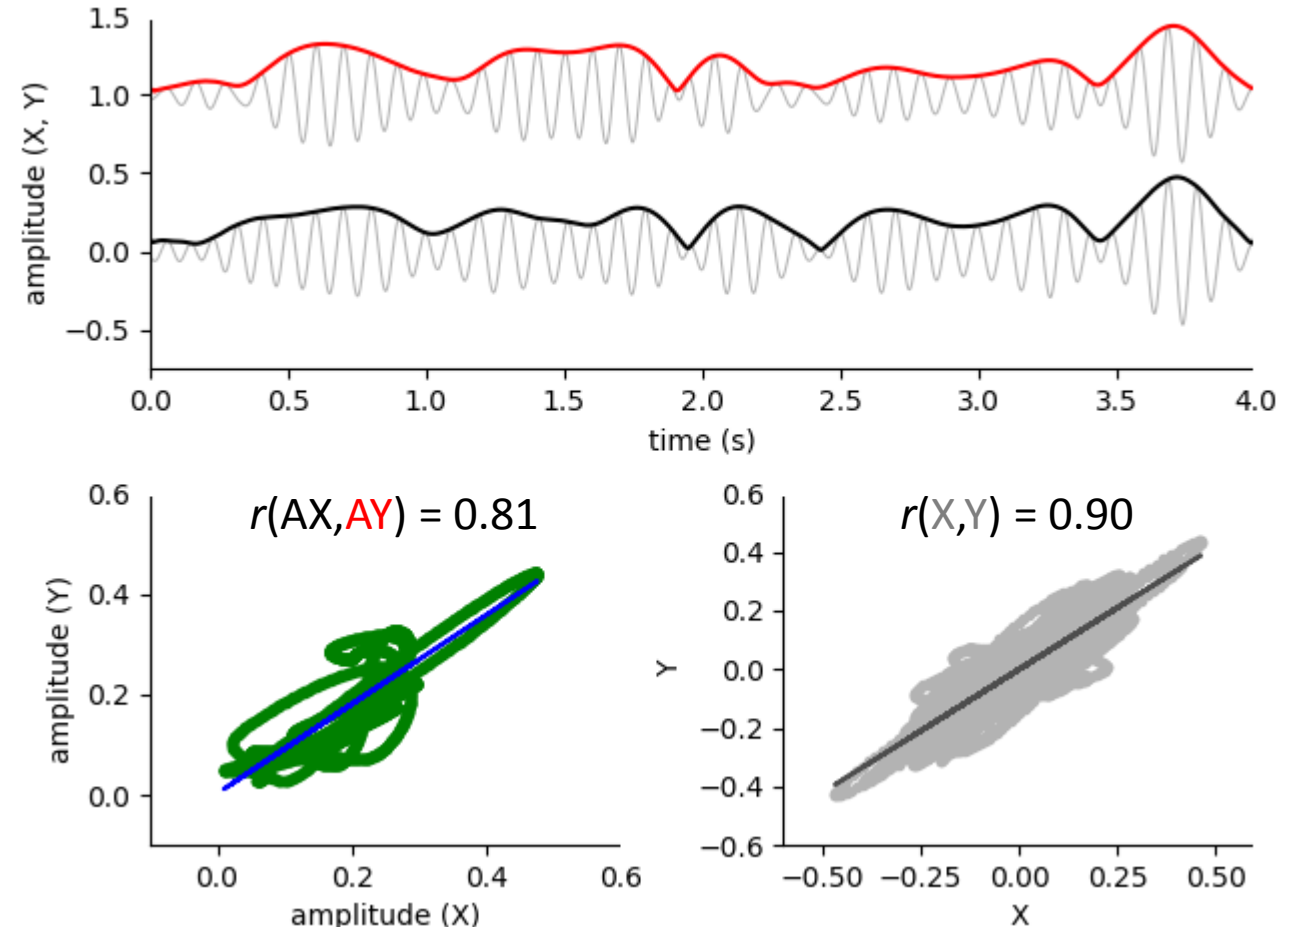 amplitude (X, Y)
1.5
1.0
0.5
0.0
−0.5
0.0 0.5 1.0 1.5 2.0 2.5 3.0 3.5 4.0
time (s)
r(AX,AY) = 0.81
amplitude (Y)
0.6
0.4
0.2
0.0
0.0 0.2 0.4 0.6
amplitude (X)
r(X,Y) = 0.90
Y
0.6
0.4
0.2
0.0
−0.2
−0.4
−0.6
−0.50 −0.25 0.00 0.25 0.50
X